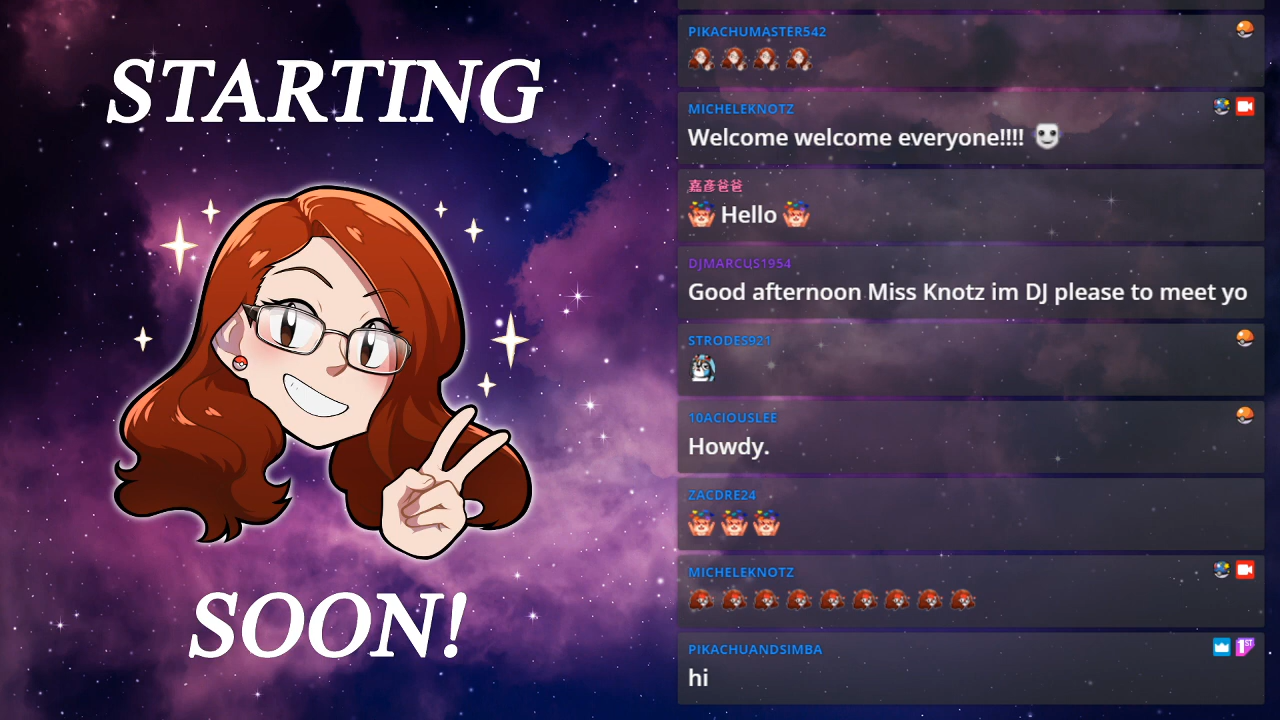 STARTING
SOON!
PIKACHUMASTER542
MICHELEKNOTZ
Welcome welcome everyone!!!!
嘉彥爸爸
Hello
DJMARCUS1954
Good afternoon Miss Knotz im DJ please to meet yo
STRODES921
10ACIOUSLEE
Howdy.
ZACDRE24
MICHELEKNOTZ
PIKACHUANDSIMBA
1ST
hi